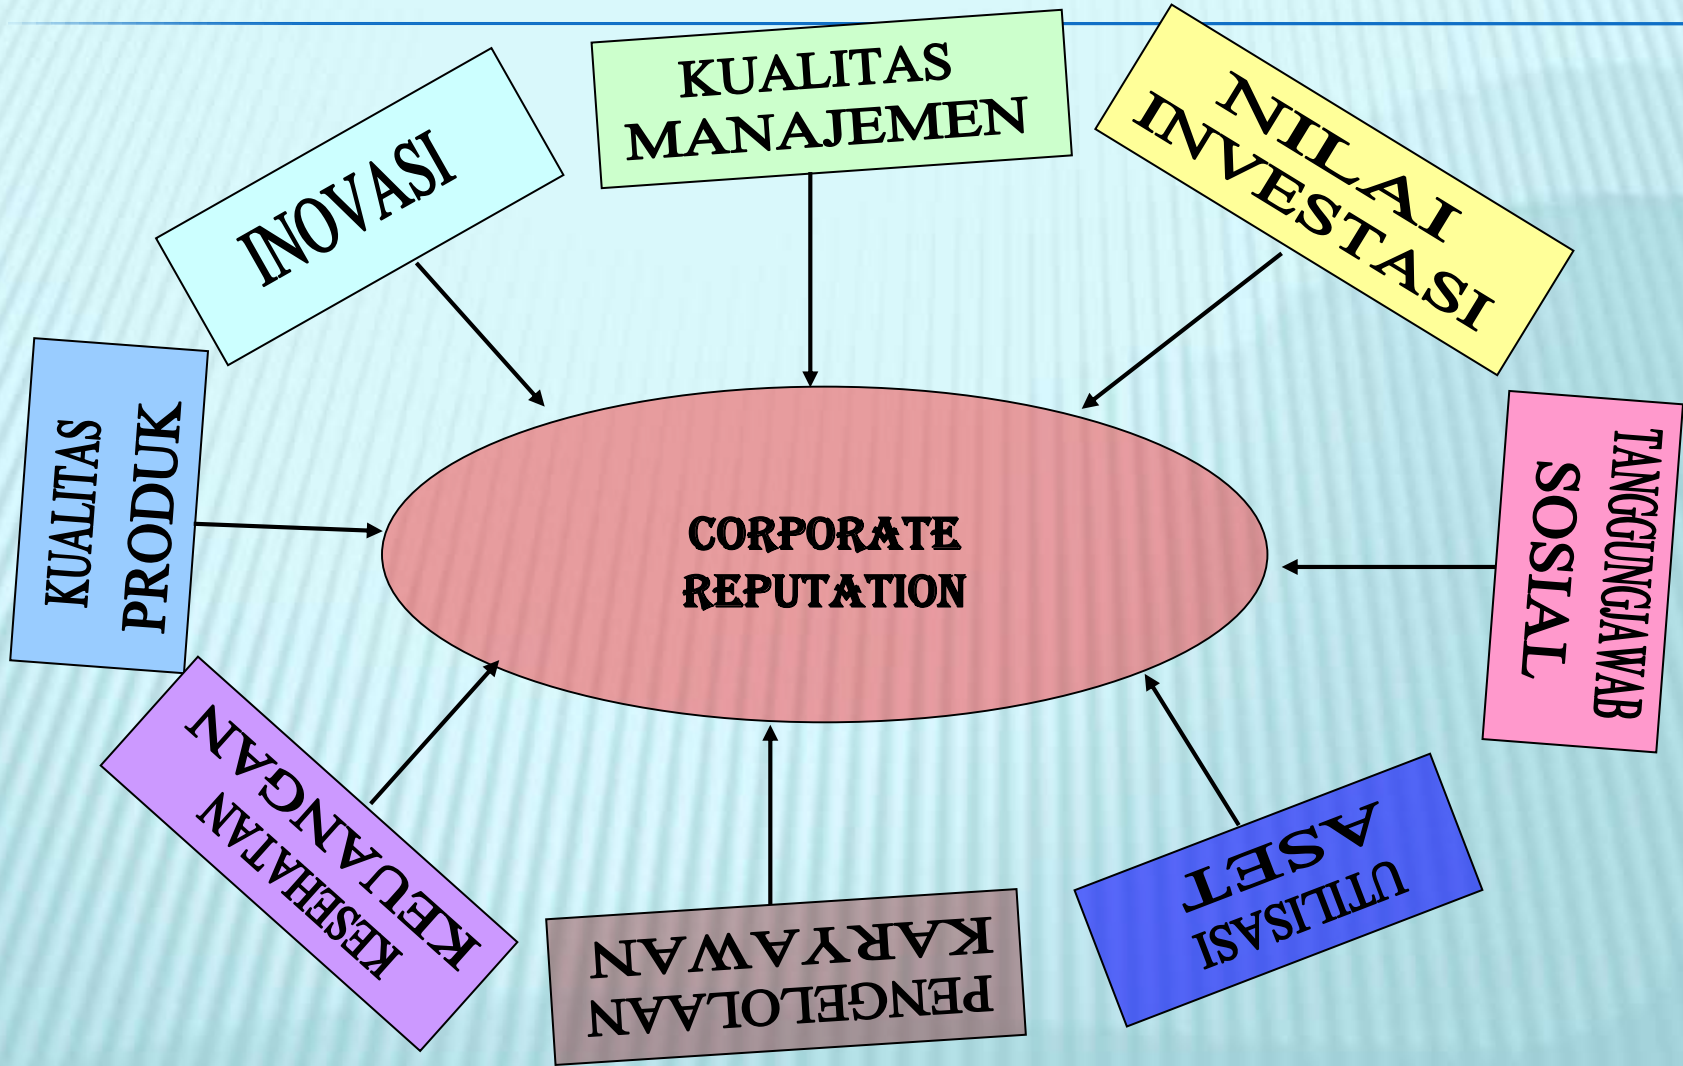 KUALITAS
MANAJEMEN
NILAI
INVESTASI
TANGGUNGJAWAB
SOSIAL
UTILISASI
ASET
PENGELOLAAN
KARYAWAN
KESEHATAN
KEUANGAN
KUALITAS
PRODUK
INOVASI
CORPORATE
REPUTATION